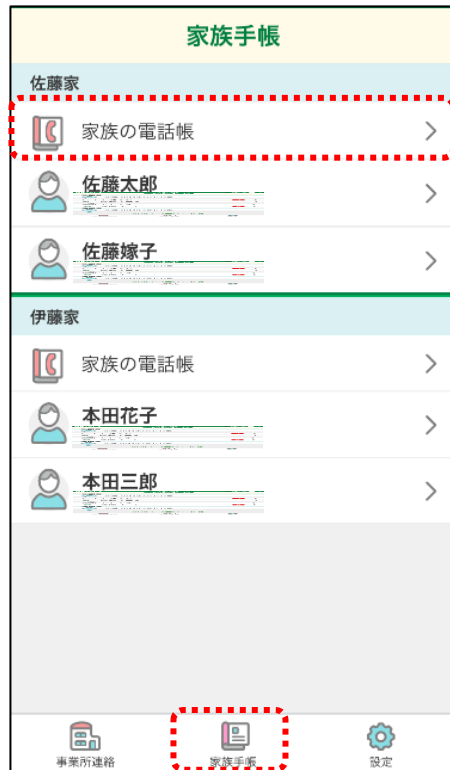 家族手帳
佐藤家
家族の電話帳
佐藤太郎
佐藤嫁子
伊藤家
家族の電話帳
本田花子
本田三郎
事業所連絡
家族手帳
設定